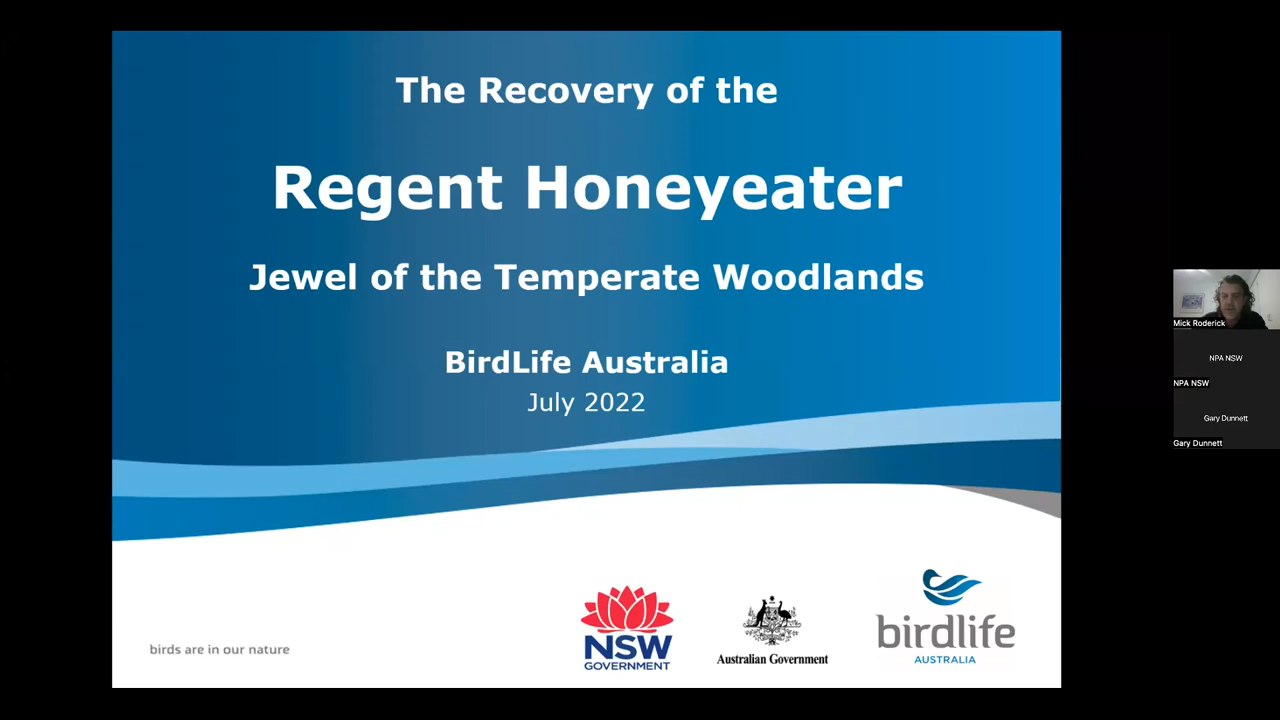 The Recovery of the
Regent Honeyeater
Jewel of the Temperate Woodlands
BirdLife Australia
July 2022
birds are in our nature
NSW
GOVERNMENT
Australian Government
birdlife
AUSTRALIA
Mick Roderick
NPA NSW
NPA NSW
Gary Dunnett
Gary Dunnett